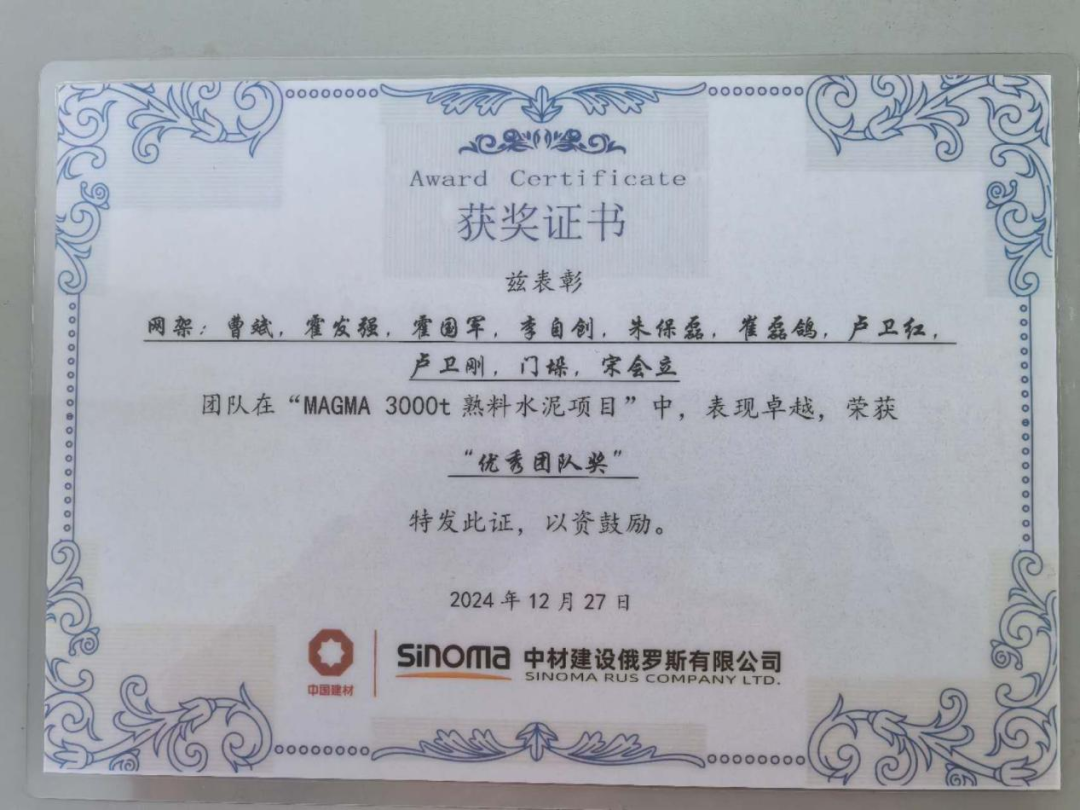 Award Certificate
获奖证书
兹表彰
网架：曹斌，霍发强，霍国军，李自创，朱保磊，崔磊鸽，卢卫红，
卢卫刚，门垛，宋会立
团队在“MAGMA 3000t 熟料水泥项目”中，表现卓越，荣获
“优秀团队奖”
特发此证，以资鼓励。
2024 年 12 月 27 日
中国建材
sinoma 中材建设俄罗斯有限公司
SINOMA RUS COMPANY LTD.